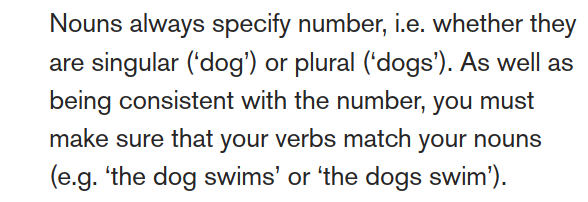 Nouns always specify number, i.e. whether they
are singular (‘dog’) or plural (‘dogs’). As well as
being consistent with the number, you must
make sure that your verbs match your nouns
(e.g. ‘the dog swims’ or ‘the dogs swim’).